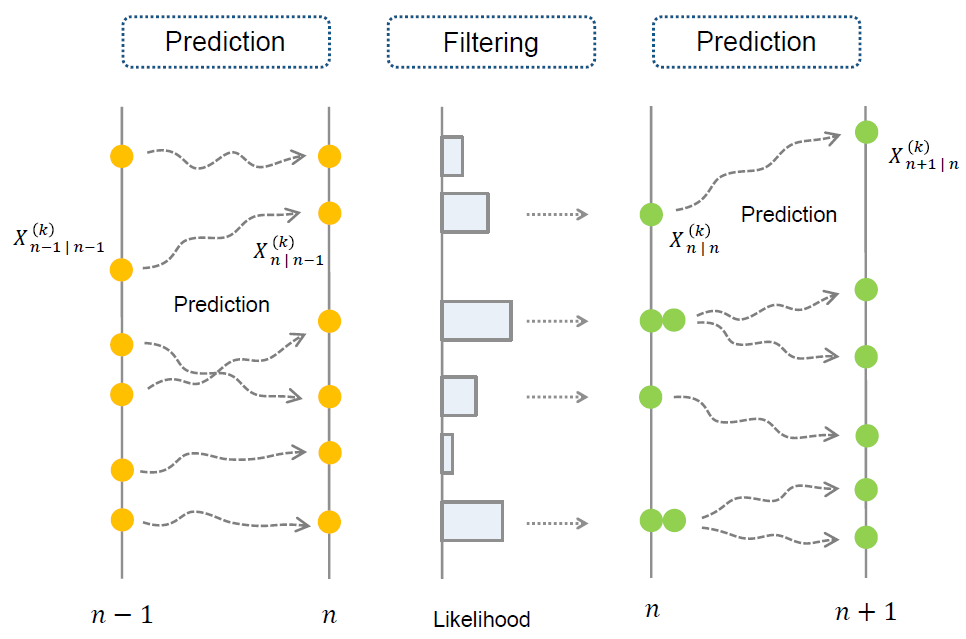 Prediction
Filtering
Prediction
X^{(k)}_{n-1|n-1}
X^{(k)}_{n|n-1}
Prediction
X^{(k)}_{n|n}
Prediction
X^{(k)}_{n+1|n}
n − 1
n
Likelihood
n
n + 1